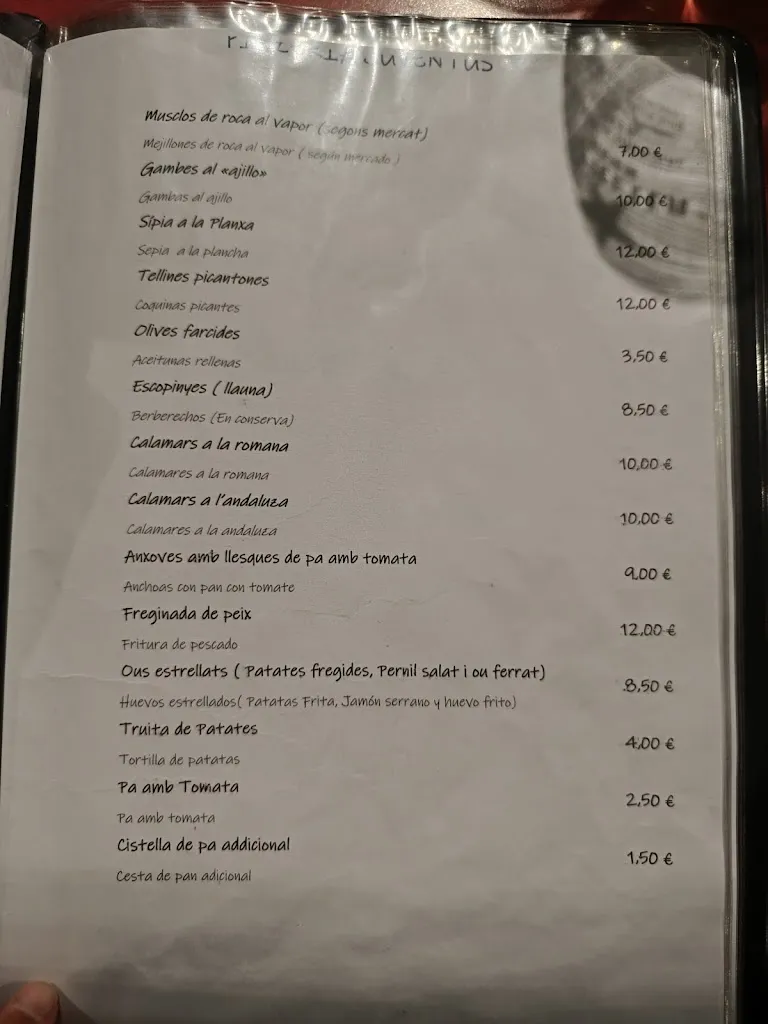 Musclos de roca al vapor (segons mercat)
7,00 €
Mejillones de roca al vapor ( según mercado )
Gambes al «ajillo»
10,00 €
Gambas al ajillo
Sípia a la Planxa
12,00 €
Sepia a la plancha
Tellines picantones
12,00 €
Coquinas picantes
Olives farcides
3,50 €
Aceitunas rellenas
Escopinyes ( llauna)
8,50 €
Berberechos (En conserva)
Calamars a la romana
10,00 €
Calamares a la romana
Calamars a l'andaluza
10,00 €
Calamares a la andaluza
Anxoves amb llesques de pa amb tomata
9,00 €
Anchoas con pan con tomate
Freginada de peix
12,00 €
Fritura de pescado
Ous estrellats ( Patates fregides, Pernil salat i ou ferrat)
8,50 €
Huevos estrellados( Patatas Frita, Jamón serrano y huevo frito)
Truita de Patates
4,00 €
Tortilla de patatas
Pa amb Tomata
2,50 €
Pa amb tomata
Cistella de pa addicional
1,50 €
Cesta de pan adicional